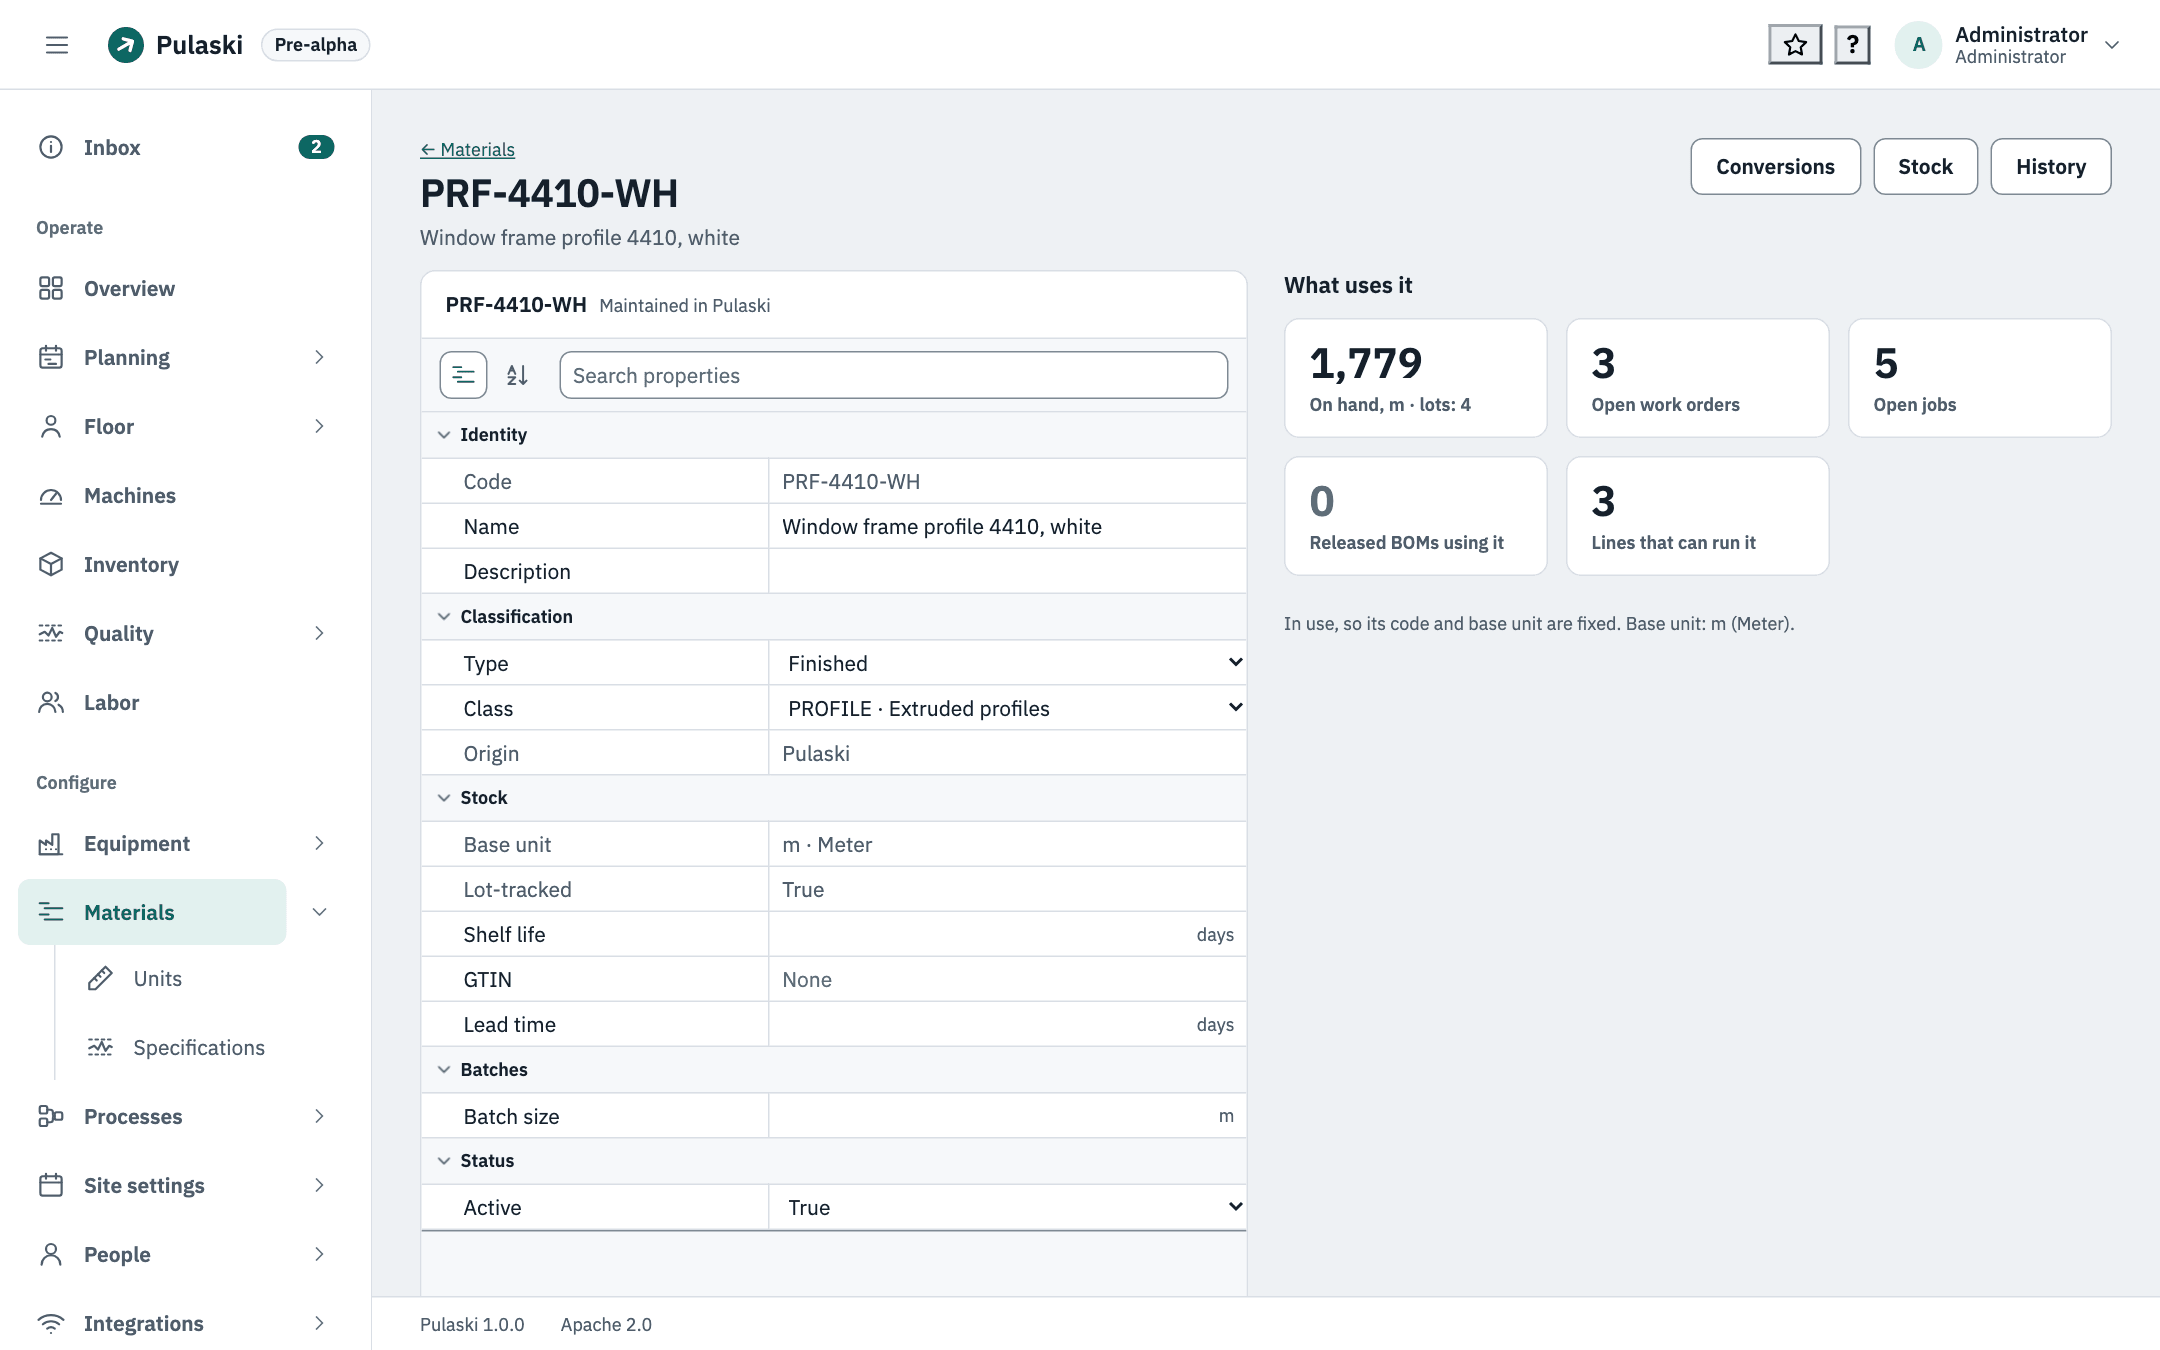 Pulaski Pre-alpha
?
A
Administrator
Administrator
Inbox 2
Operate
Overview
Planning
Floor
Machines
Inventory
Quality
Labor
Configure
Equipment
Materials
Units
Specifications
Processes
Site settings
People
Integrations
← Materials
PRF-4410-WH
Window frame profile 4410, white
Conversions Stock History
PRF-4410-WH Maintained in Pulaski
Search properties
Identity
Code PRF-4410-WH
Name Window frame profile 4410, white
Description
Classification
Type Finished
Class PROFILE · Extruded profiles
Origin Pulaski
Stock
Base unit m · Meter
Lot-tracked True
Shelf life days
GTIN None
Lead time days
Batches
Batch size m
Status
Active True
What uses it
1,779
On hand, m · lots: 4
3
Open work orders
5
Open jobs
0
Released BOMs using it
3
Lines that can run it
In use, so its code and base unit are fixed. Base unit: m (Meter).
Pulaski 1.0.0 Apache 2.0